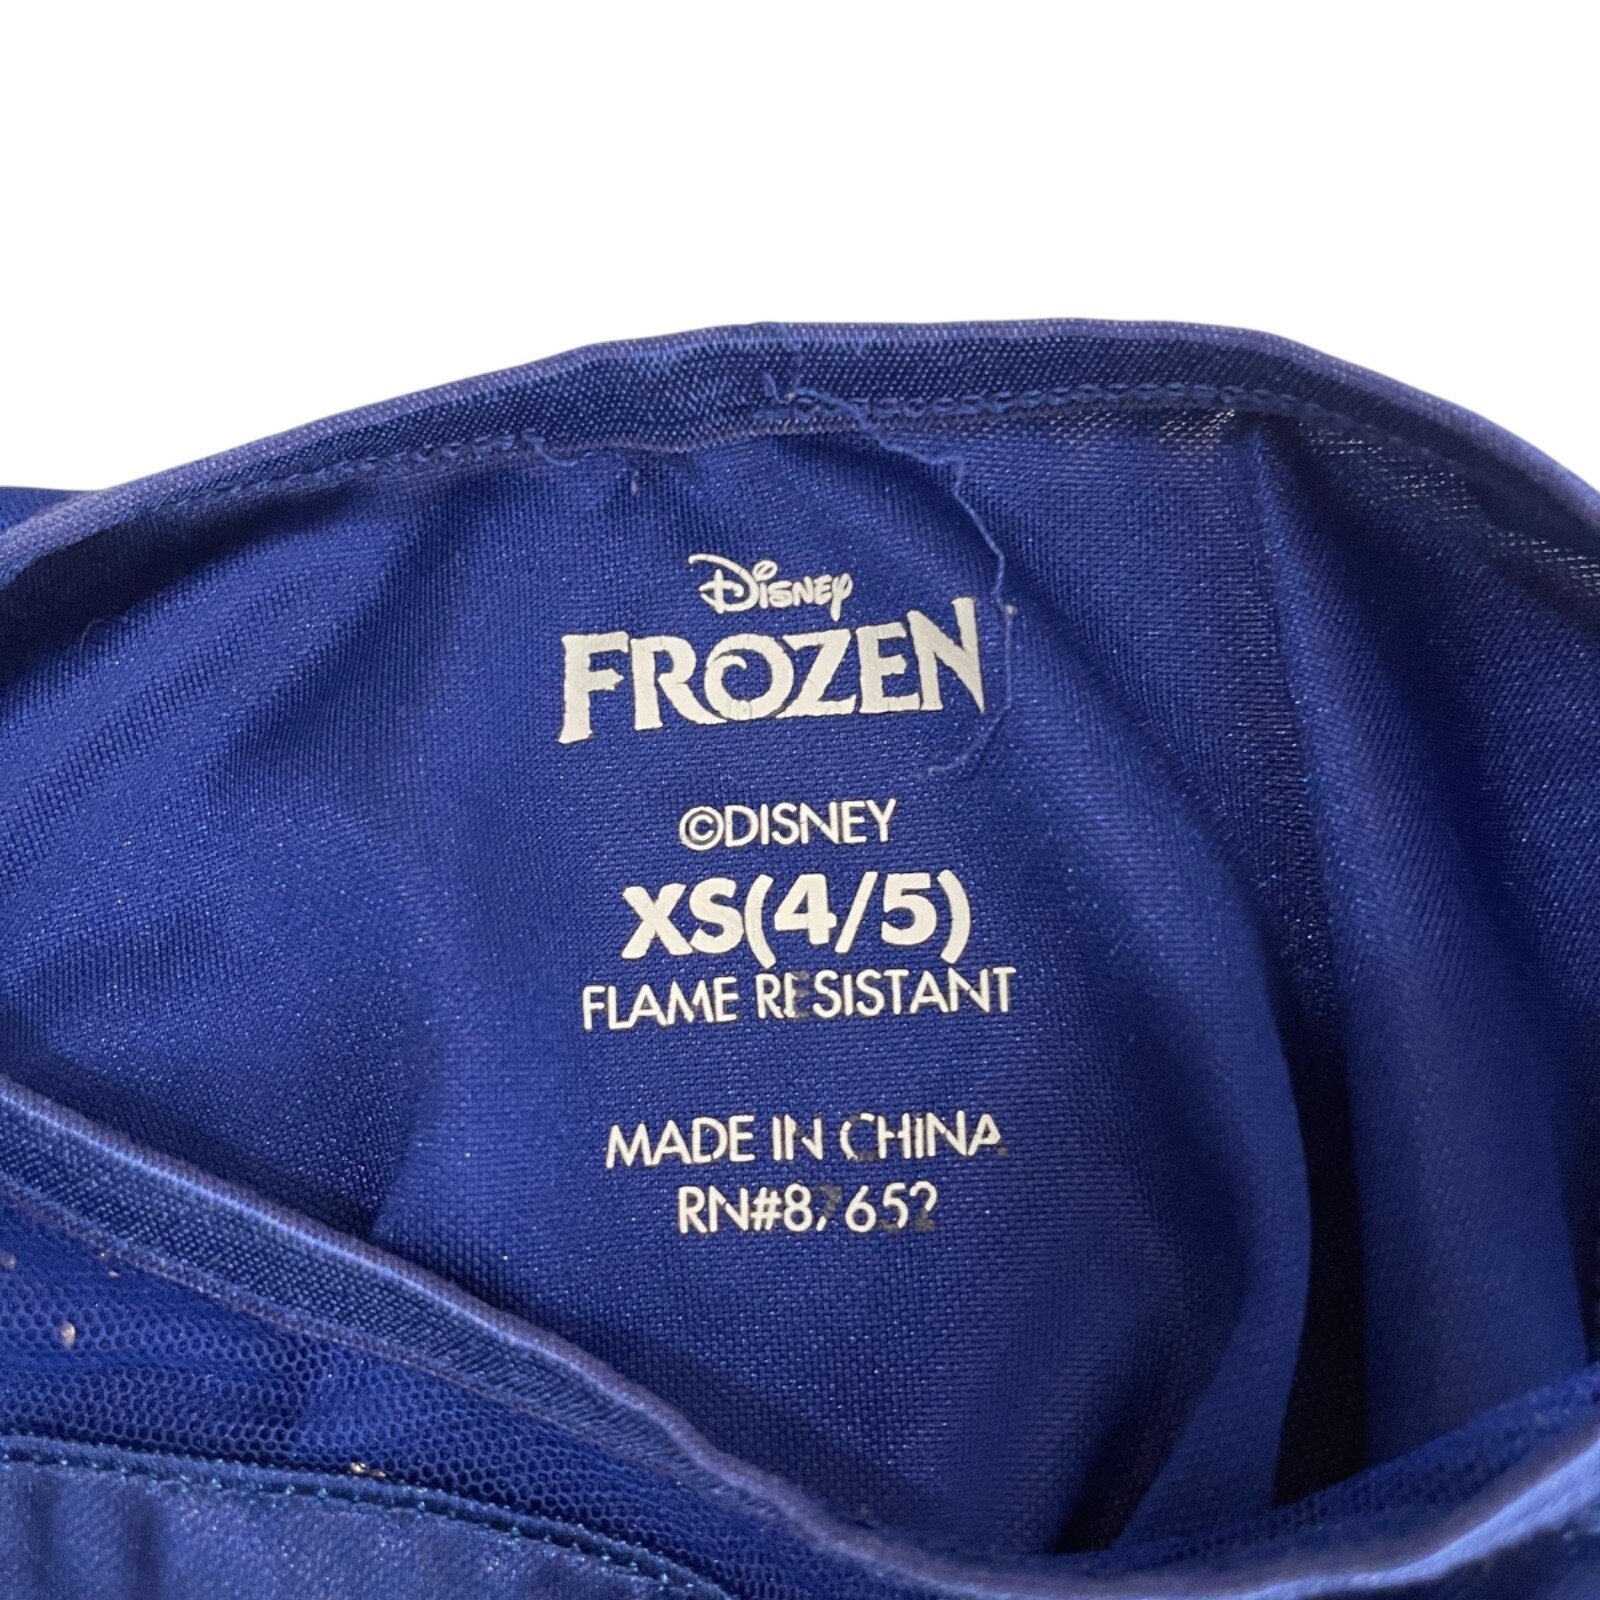 Disney
FROZEN
©DISNEY
XS(4/5)
FLAME RESISTANT
MADE IN CHINA
RN#87652